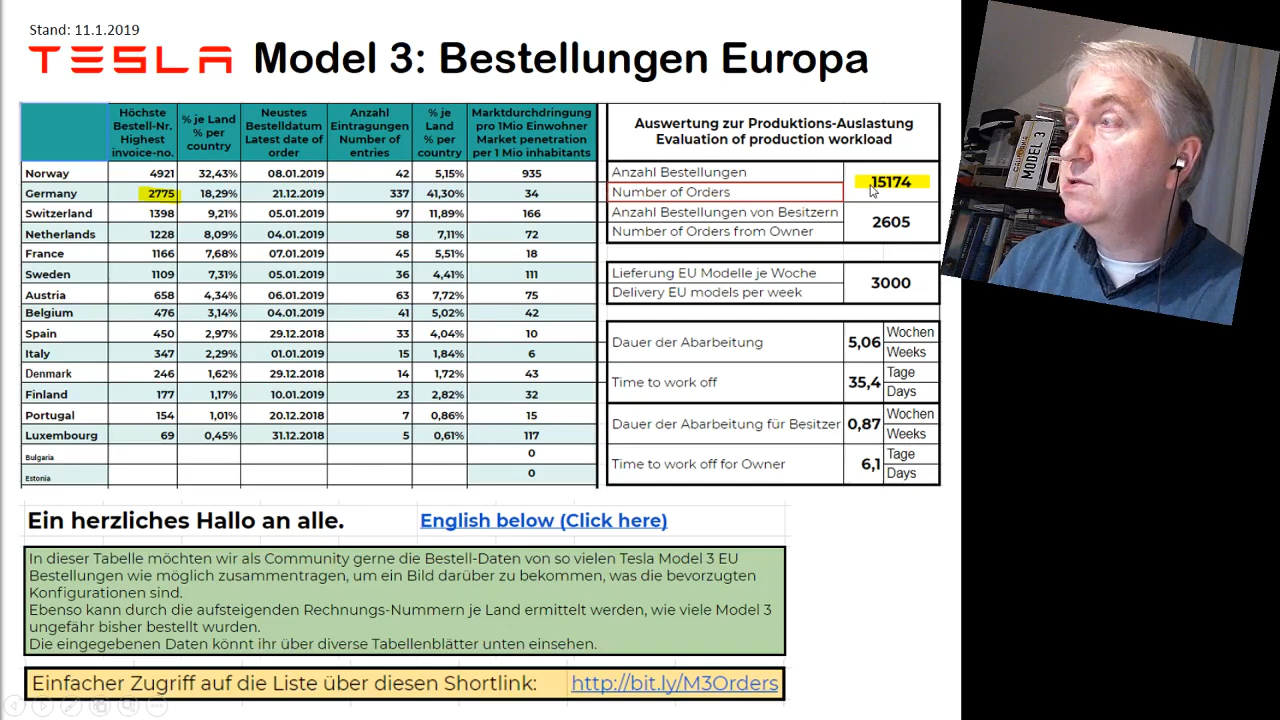 Stand: 11.1.2019
TESLA Model 3: Bestellungen Europa
Höchste Bestell-Nr. Highest invoice-no. % je Land % per country Neustes Bestelldatum Latest date of order Anzahl Eintragungen Number of entries % je Land % per country Marktdurchdringung pro 1Mio Einwohner Market penetration per 1 Mio inhabitants
Norway 4921 32,43% 08.01.2019 42 5,15% 935
Germany 2775 18,29% 21.12.2019 337 41,30% 34
Switzerland 1398 9,21% 05.01.2019 97 11,89% 166
Netherlands 1228 8,09% 04.01.2019 58 7,11% 72
France 1166 7,68% 07.01.2019 45 5,51% 18
Sweden 1109 7,31% 05.01.2019 36 4,41% 111
Austria 658 4,34% 06.01.2019 63 7,72% 75
Belgium 476 3,14% 04.01.2019 41 5,02% 42
Spain 450 2,97% 29.12.2018 33 4,04% 10
Italy 347 2,29% 01.01.2019 15 1,84% 6
Denmark 246 1,62% 29.12.2018 14 1,72% 43
Finland 177 1,17% 10.01.2019 23 2,82% 32
Portugal 154 1,01% 20.12.2018 7 0,86% 15
Luxembourg 69 0,45% 31.12.2018 5 0,61% 117
Bulgaria 0
Estonia 0
Auswertung zur Produktions-Auslastung
Evaluation of production workload
Anzahl Bestellungen
Number of Orders
15174
Anzahl Bestellungen von Besitzern
Number of Orders from Owner
2605
Lieferung EU Modelle je Woche
Delivery EU models per week
3000
Dauer der Abarbeitung 5,06 Wochen
Weeks
Time to work off 35,4 Tage
Days
Dauer der Abarbeitung für Besitzer 0,87 Wochen
Weeks
Time to work off for Owner 6,1 Tage
Days
Ein herzliches Hallo an alle. English below (Click here)
In dieser Tabelle möchten wir als Community gerne die Bestell-Daten von so vielen Tesla Model 3 EU
Bestellungen wie möglich zusammentragen, um ein Bild darüber zu bekommen, was die bevorzugten
Konfigurationen sind.
Ebenso kann durch die aufsteigenden Rechnungs-Nummern je Land ermittelt werden, wie viele Model 3
ungefähr bisher bestellt wurden.
Die eingegebenen Daten könnt ihr über diverse Tabellenblätter unten einsehen.
Einfacher Zugriff auf die Liste über diesen Shortlink: http://bit.ly/M3Orders
MODEL 3